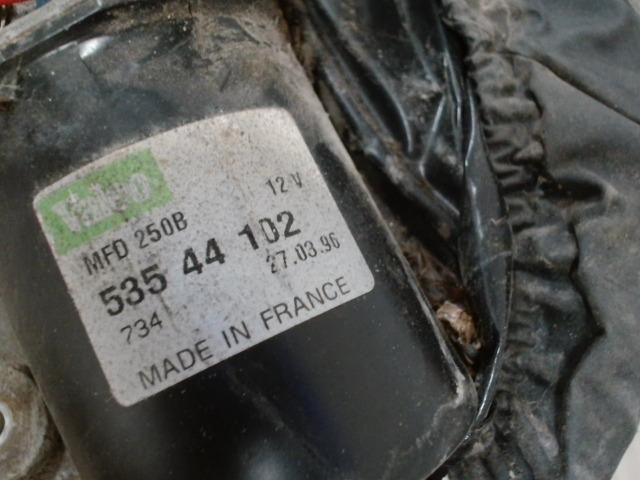 Valeo
12 V
MFD 250B
535 44 102
27.03.96
734
MADE IN FRANCE